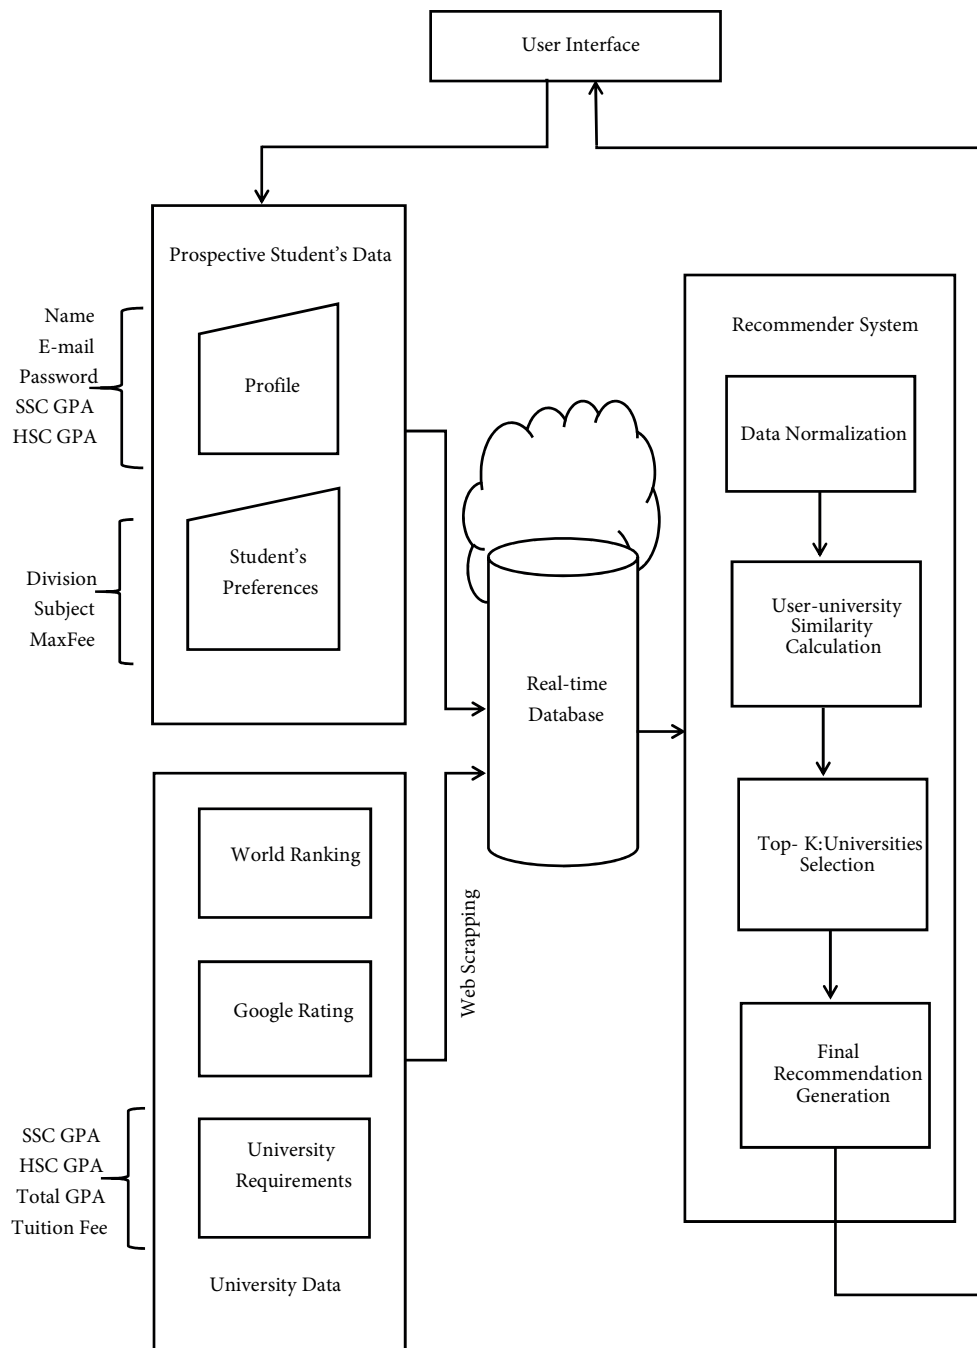 User Interface
Prospective Student's Data
Name
E-mail
Password
SSC GPA
HSC GPA
Profile
Division
Subject
MaxFee
Student's
Preferences
Real-time
Database
Recommender System
Data Normalization
User-university
Similarity
Calculation
Top- K:Universities
Selection
Final
Recommendation
Generation
World Ranking
Google Rating
Web Scrapping
SSC GPA
HSC GPA
Total GPA
Tuition Fee
University
Requirements
University Data